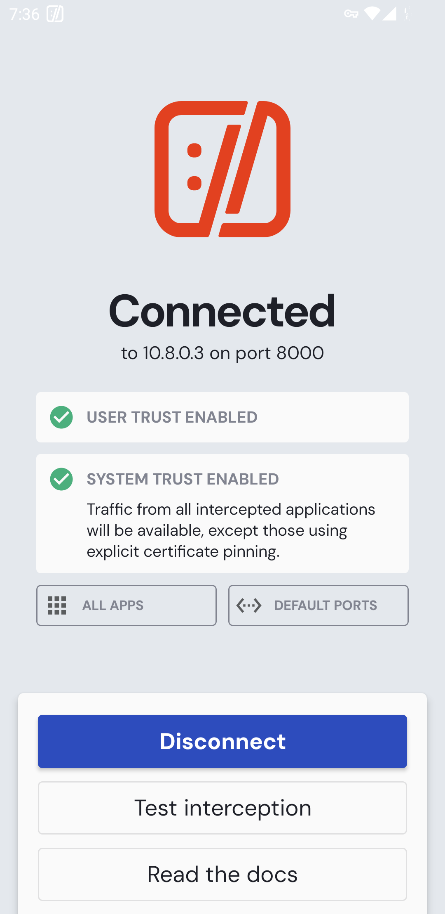 7:36
Connected
to 10.8.0.3 on port 8000
USER TRUST ENABLED
SYSTEM TRUST ENABLED
Traffic from all intercepted applications
will be available, except those using
explicit certificate pinning.
ALL APPS
DEFAULT PORTS
Disconnect
Test interception
Read the docs